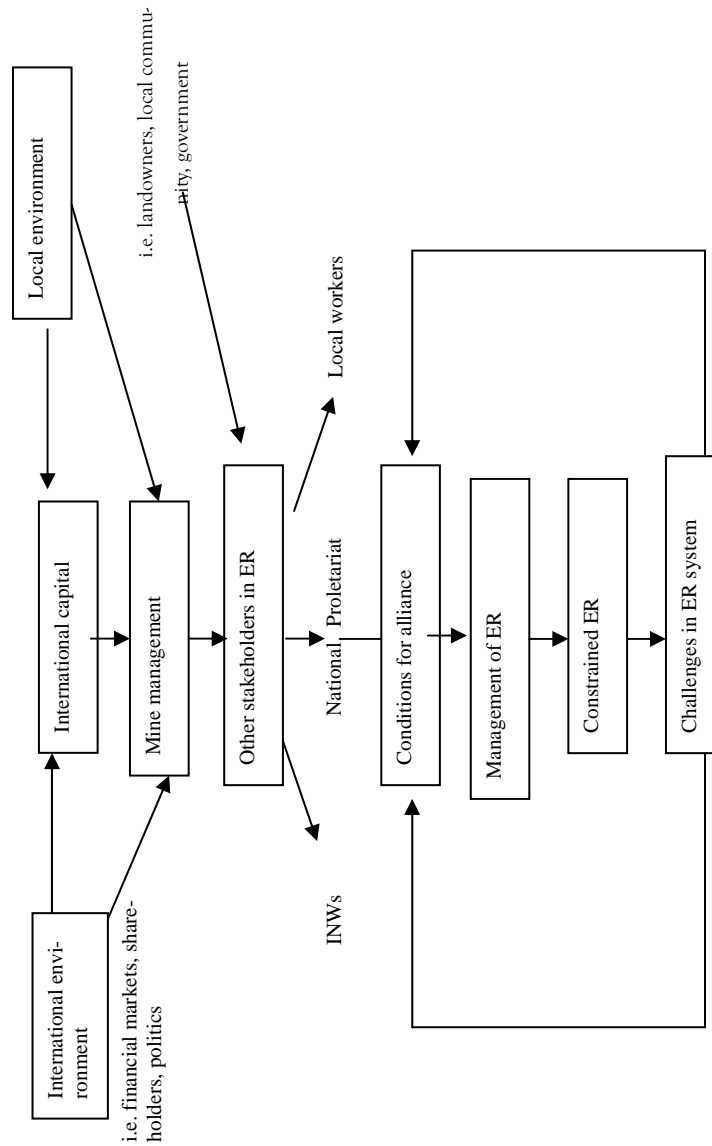 International envi-
ronment
i.e. financial markets, share-
holders, politics
International capital
Local environment
Mine management
i.e. landowners, local commu-
nity, government
Other stakeholders in ER
INWs
National Proletariat
Local workers
Conditions for alliance
Management of ER
Constrained ER
Challenges in ER system